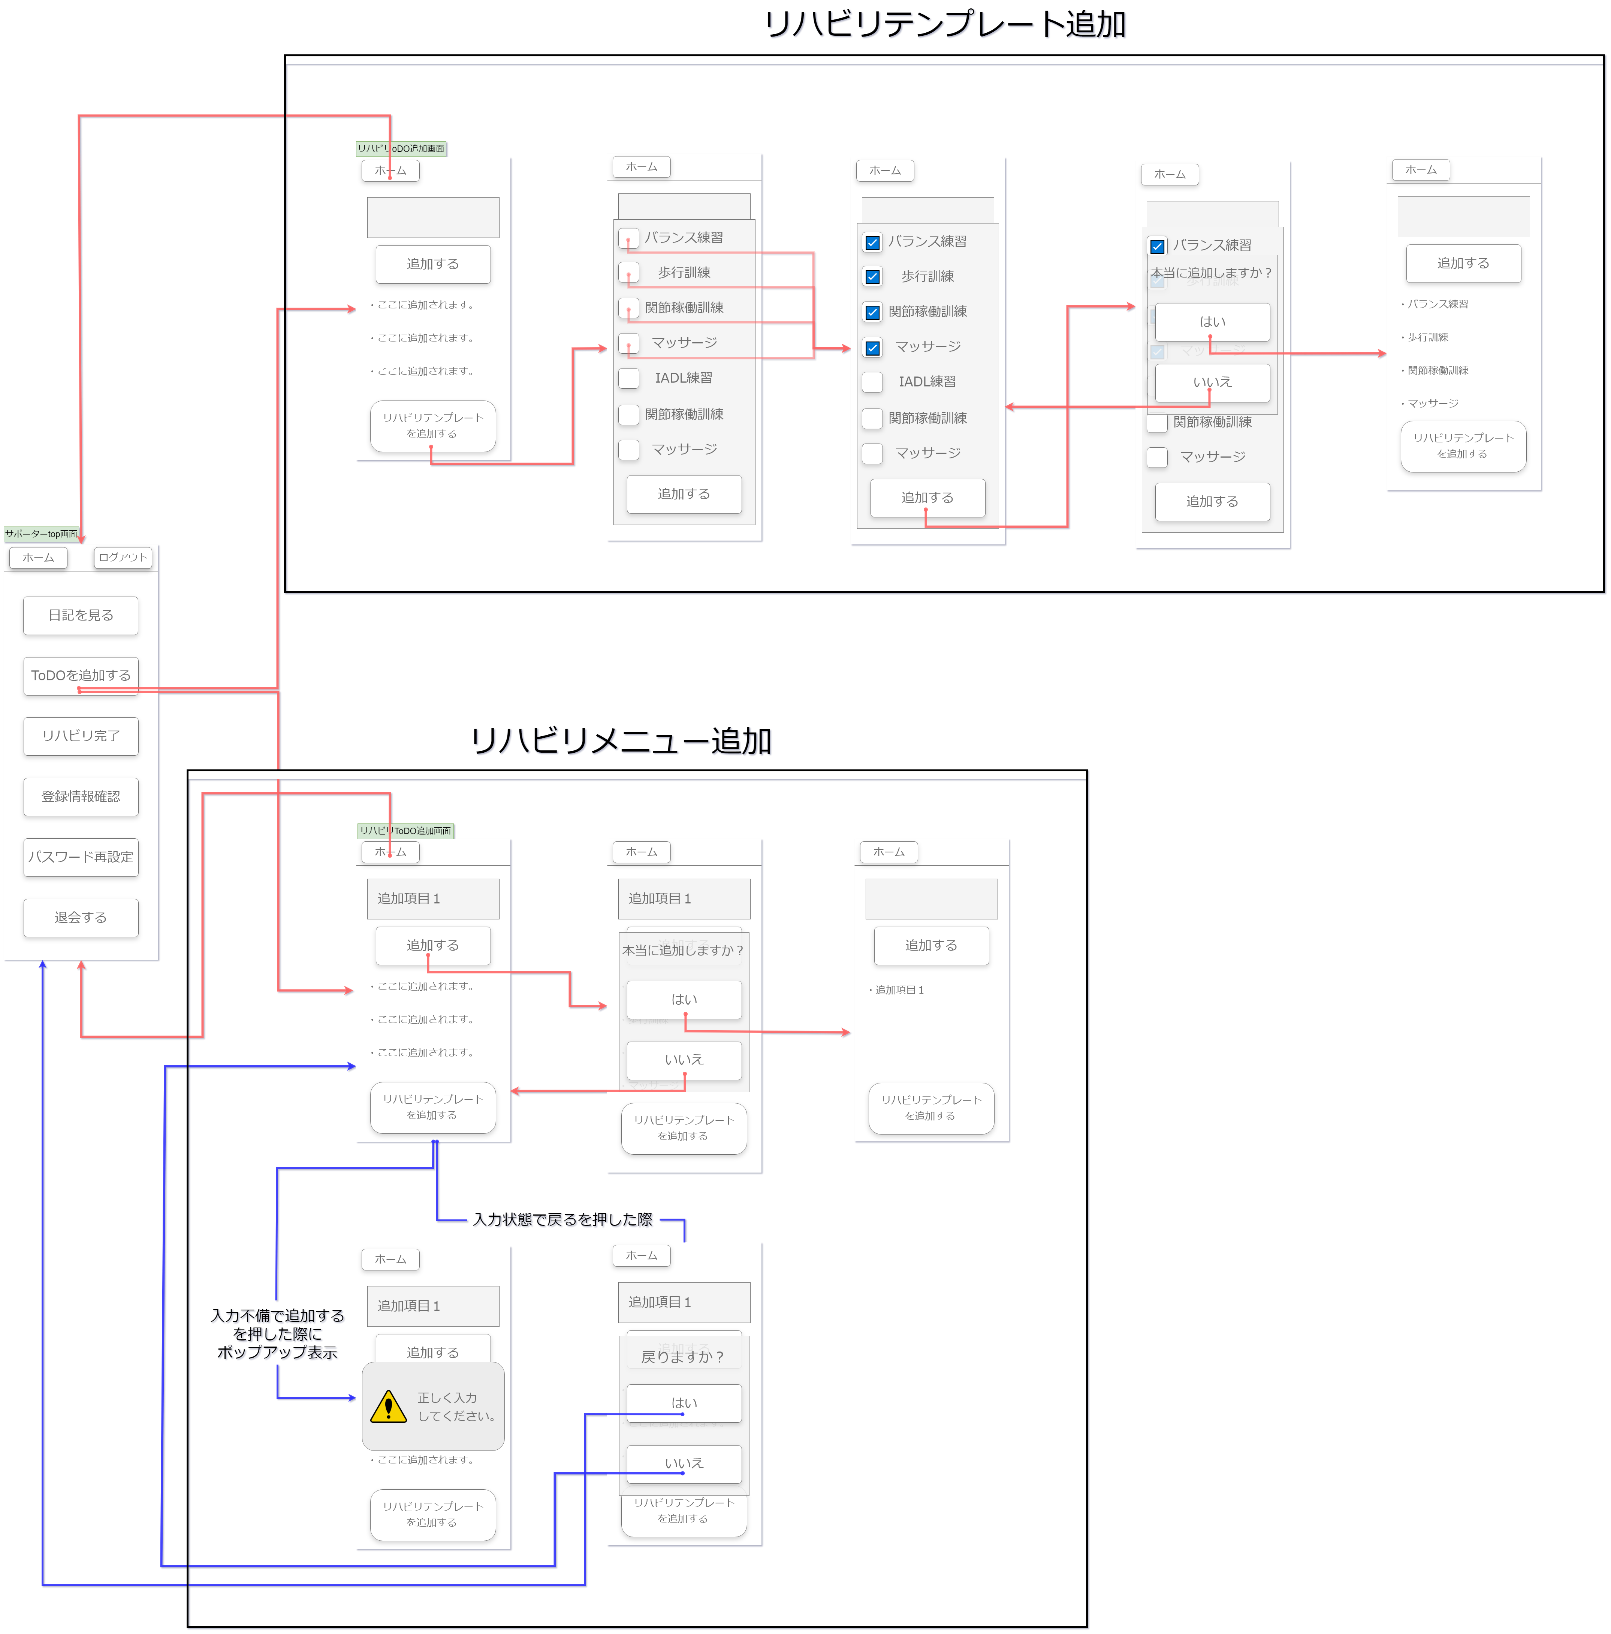 リハビリテンプレート追加
リハビリToDO追加画面
ホーム
追加する
・ここに追加されます。
・ここに追加されます。
・ここに追加されます。
リハビリテンプレート
を追加する
ホーム
バランス練習
歩行訓練
関節稼働訓練
マッサージ
IADL練習
関節稼働訓練
マッサージ
追加する
ホーム
バランス練習
歩行訓練
関節稼働訓練
マッサージ
IADL練習
関節稼働訓練
マッサージ
追加する
ホーム
バランス練習
本当に追加しますか？
歩行訓練
はい
マッサージ
いいえ
関節稼働訓練
マッサージ
追加する
ホーム
追加する
・バランス練習
・歩行訓練
・関節稼働訓練
・マッサージ
リハビリテンプレート
を追加する
サポーターtop画面
ホーム
ログアウト
日記を見る
ToDOを追加する
リハビリ完了
登録情報確認
パスワード再設定
退会する
リハビリメニュー追加
リハビリToDO追加画面
ホーム
追加項目１
追加する
・ここに追加されます。
・ここに追加されます。
・ここに追加されます。
リハビリテンプレート
を追加する
ホーム
追加項目１
本当に追加しますか？
はい
いいえ
リハビリテンプレート
を追加する
ホーム
追加する
・追加項目１
リハビリテンプレート
を追加する
入力状態で戻るを押した際
入力不備で追加する
を押した際に
ポップアップ表示
ホーム
追加項目１
追加する
正しく入力
してください。
・ここに追加されます。
リハビリテンプレート
を追加する
ホーム
追加項目１
戻りますか？
はい
いいえ
リハビリテンプレート
を追加する